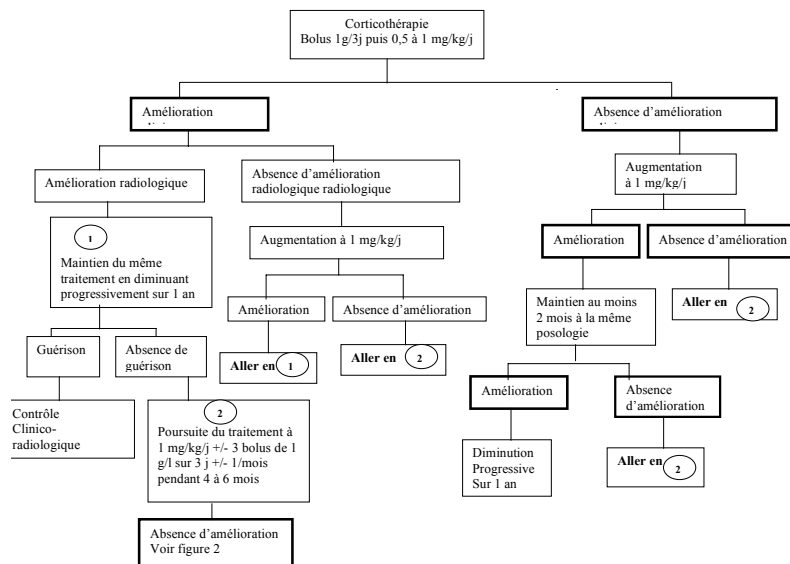 Corticothérapie
Bolus 1g/3j puis 0,5 à 1 mg/kg/j
Amélioration
Absence d’amélioration
Amélioration radiologique
Absence d’amélioration
radiologique radiologique
Augmentation
à 1 mg/kg/j
1
Maintien du même
traitement en diminuant
progressivement sur 1 an
Augmentation à 1 mg/kg/j
Amélioration
Absence d’amélioration
Amélioration
Absence d’amélioration
Maintien au moins
2 mois à la même
posologie
Aller en 2
Guérison
Absence de
guérison
Aller en 1
Aller en 2
Amélioration
Absence
d’amélioration
Contrôle
Clinico-
radiologique
2
Poursuite du traitement à
1 mg/kg/j +/- 3 bolus de 1
g/l sur 3 j +/- 1/mois
pendant 4 à 6 mois
Diminution
Progressive
Sur 1 an
Aller en 2
Absence d’amélioration
Voir figure 2